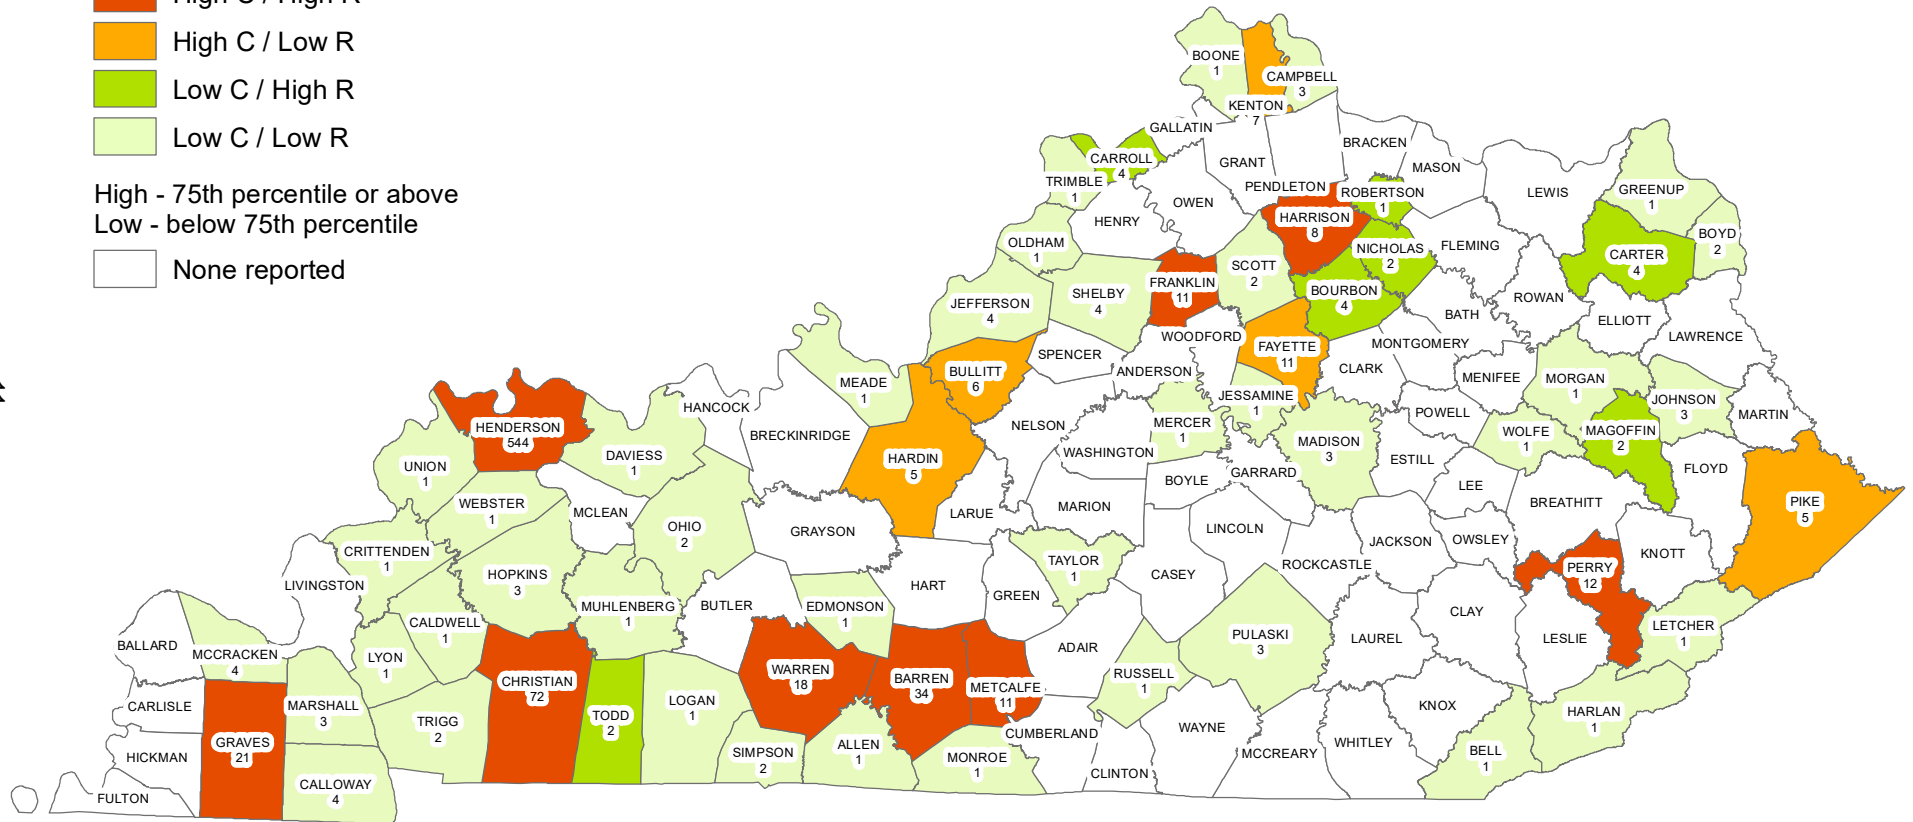 High C / High R
High C / Low R
Low C / High R
Low C / Low R
High - 75th percentile or above
Low - below 75th percentile
None reported
BOONE
1
CAMPBELL
3
KENTON
7
GALLATIN
CARROLL
4
TRIMBLE
1
GRANT
BRACKEN
MASON
PENDLETON
ROBERTSON
1
LEWIS
GREENUP
1
OWEN
HENRY
HARRISON
8
OLDHAM
1
NICHOLAS
2
FLEMING
BOYD
2
CARTER
4
SCOTT
2
FRANKLIN
11
SHELBY
4
JEFFERSON
4
BOURBON
4
ROWAN
BATH
ELLIOTT
LAWRENCE
WOODFORD
FAYETTE
11
MONTGOMERY
SPENCER
BULLITT
6
ANDERSON
CLARK
MENIFEE
MORGAN
1
JOHNSON
3
MARTIN
MEADE
1
JESSAMINE
1
POWELL
HANCOCK
BRECKINRIDGE
NELSON
MERCER
1
MADISON
3
WOLFE
1
MAGOFFIN
2
HENDERSON
544
DAVIESS
1
UNION
1
HARDIN
5
WASHINGTON
GARRARD
ESTILL
FLOYD
BOYLE
LEE
BREATHITT
PIKE
5
WEBSTER
1
MCLEAN
OHIO
2
GRAYSON
LARUE
MARION
LINCOLN
JACKSON
OWSLEY
KNOTT
CRITTENDEN
1
LIVINGSTON
HOPKINS
3
HART
TAYLOR
1
CASEY
ROCKCASTLE
PERRY
12
MUHLENBERG
1
BUTLER
EDMONSON
1
GREEN
CLAY
LETCHER
1
LESLIE
CALDWELL
1
BALLARD
MCCRACKEN
4
LYON
1
ADAIR
PULASKI
3
LAUREL
CHRISTIAN
72
WARREN
18
BARREN
34
METCALFE
11
RUSSELL
1
CARLISLE
MARSHALL
3
TRIGG
2
TODD
2
LOGAN
1
KNOX
HARLAN
1
GRAVES
21
HICKMAN
SIMPSON
2
ALLEN
1
CUMBERLAND
WAYNE
MCCREARY
WHITLEY
BELL
1
MONROE
1
CLINTON
FULTON
CALLOWAY
4